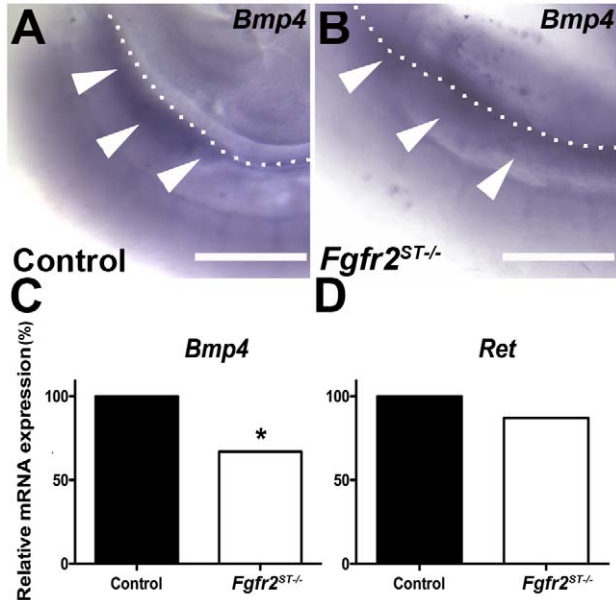 A
Bmp4
Control
B
Bmp4
Fgfr2ST-/-
C
Bmp4
Relative mRNA expression(%)
100
50
0
*
Control
Fgfr2ST-/-
D
Ret
100
50
0
Control
Fgfr2ST-/-